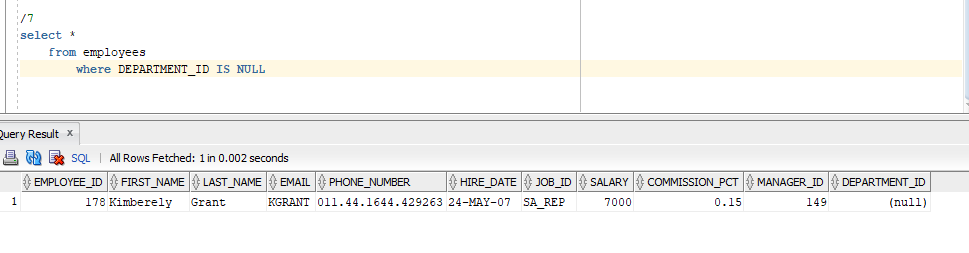 /7
select *
from employees
where DEPARTMENT_ID IS NULL
Query Result x
SQL | All Rows Fetched: 1 in 0.002 seconds
EMPLOYEE_ID FIRST_NAME LAST_NAME EMAIL PHONE_NUMBER HIRE_DATE JOB_ID SALARY COMMISSION_PCT MANAGER_ID DEPARTMENT_ID
1 178 Kimberely Grant KGRANT 011.44.1644.429263 24-MAY-07 SA_REP 7000 0.15 149 (null)